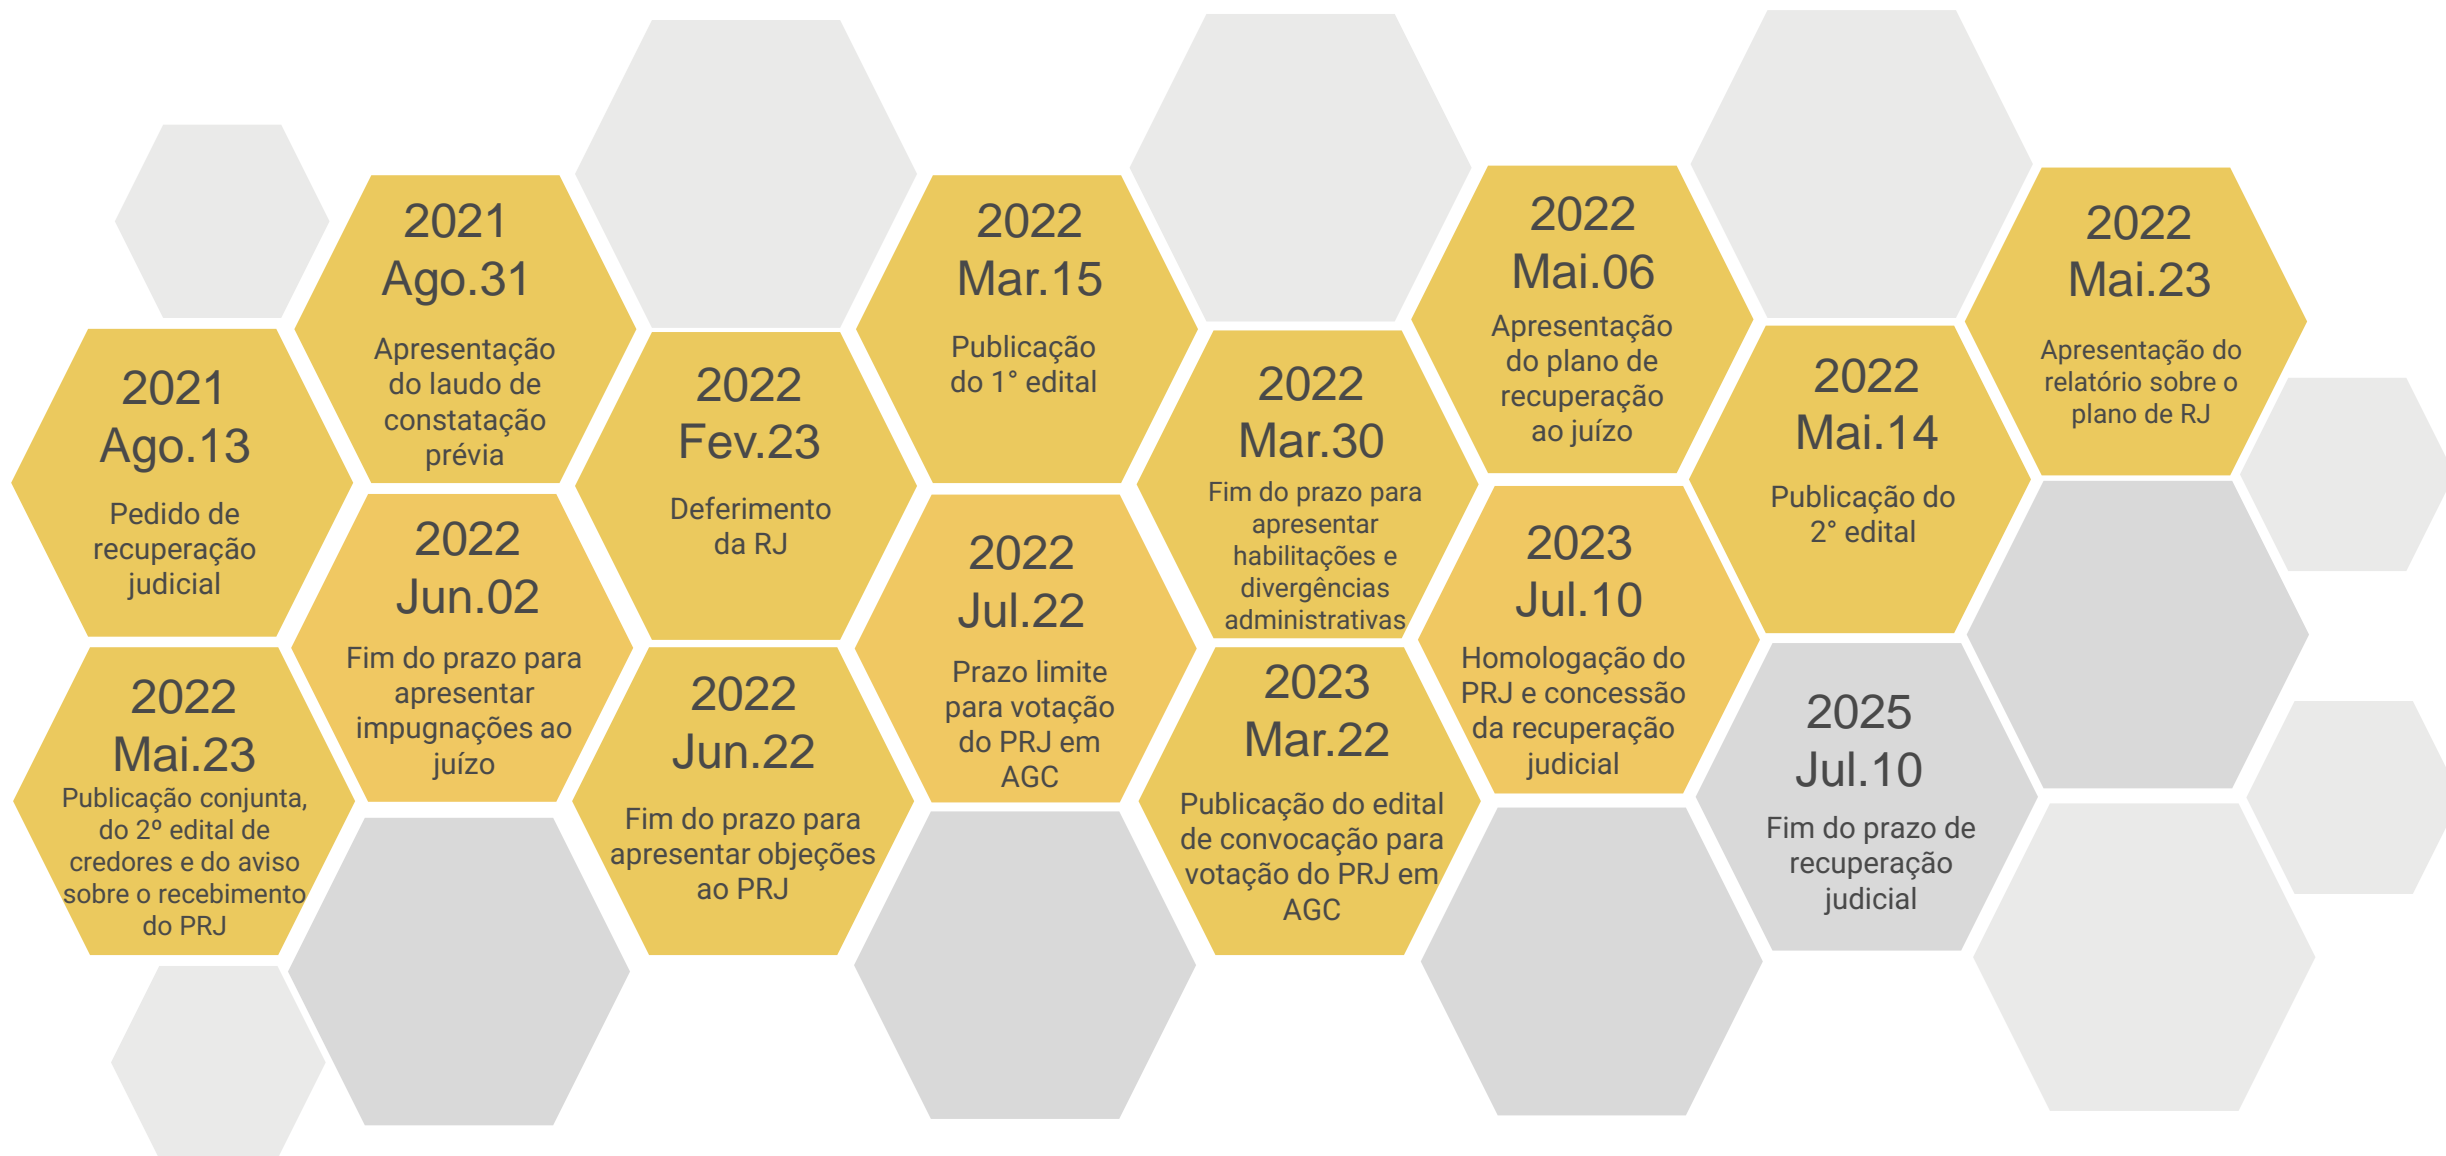 2021
Ago.13
Pedido de
recuperação
judicial
2021
Ago.31
Apresentação
do laudo de
constatação
prévia
2022
Fev.23
Deferimento
da RJ
2022
Mar.15
Publicação
do 1° edital
2022
Mar.30
Fim do prazo para
apresentar
habilitações e
divergências
administrativas
2022
Mai.06
Apresentação
do plano de
recuperação
ao juízo
2022
Mai.14
Publicação do
2° edital
2022
Mai.23
Apresentação do
relatório sobre o
plano de RJ
2022
Mai.23
Publicação conjunta,
do 2º edital de
credores e do aviso
sobre o recebimento
do PRJ
2022
Jun.02
Fim do prazo para
apresentar
impugnações ao
juízo
2022
Jun.22
Fim do prazo para
apresentar objeções
ao PRJ
2022
Jul.22
Prazo limite
para votação
do PRJ em
AGC
2023
Mar.22
Publicação do edital
de convocação para
votação do PRJ em
AGC
2023
Jul.10
Homologação do
PRJ e concessão
da recuperação
judicial
2025
Jul.10
Fim do prazo de
recuperação
judicial